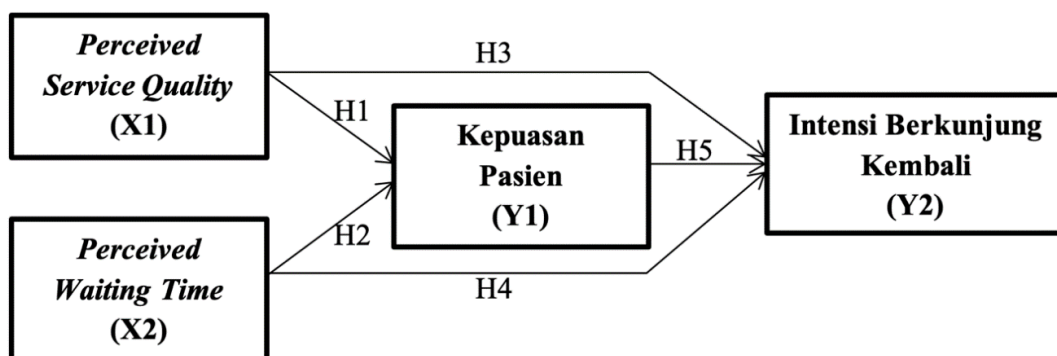 Perceived
Service Quality
(X1)
H3
H1
Kepuasan
Pasien
(Y1)
H5
Intensi Berkunjung
Kembali
(Y2)
H2
Perceived
Waiting Time
(X2)
H4